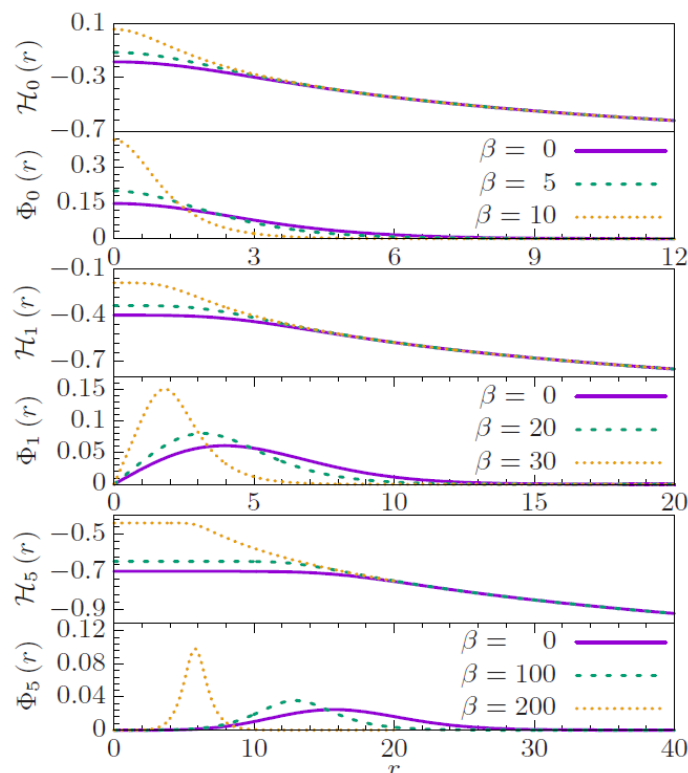 0.1
−0.3
−0.7
ℋ₀ (r)
0.3
0.15
0
Φ₀ (r)
β = 0
β = 5
β = 10
0 3 6 9 12
−0.1
−0.4
−0.7
ℋ₁ (r)
0.15
0.1
0.05
0
Φ₁ (r)
β = 0
β = 20
β = 30
0 5 10 15 20
−0.5
−0.7
−0.9
ℋ₅ (r)
0.12
0.08
0.04
0
Φ₅ (r)
β = 0
β = 100
β = 200
0 10 20 30 40
r